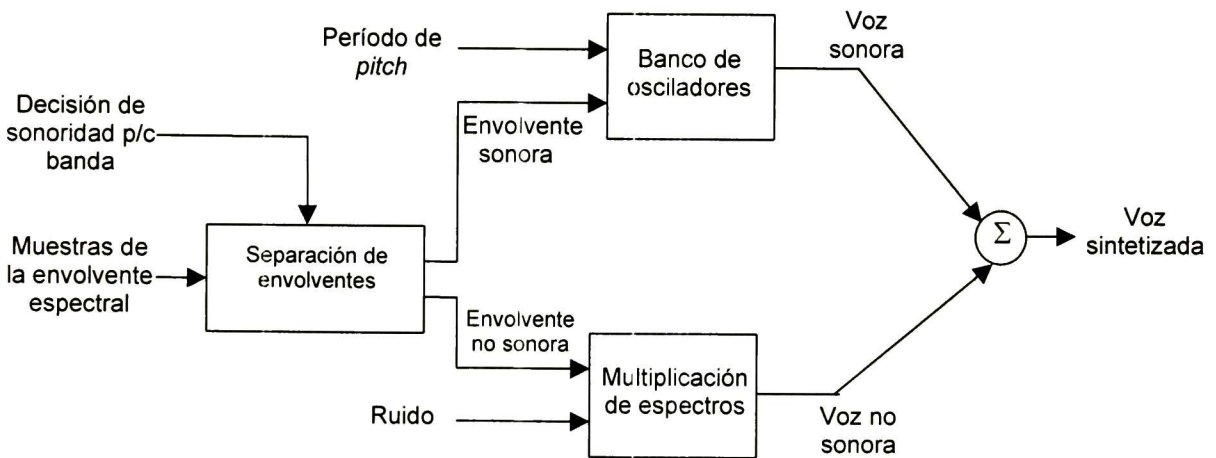 Período de
pitch
Banco de
osciladores
Voz
sonora
Decisión de
sonoridad p/c
banda
Envolvente
sonora
Muestras de
la envolvente
espectral
Separación de
envolventes
Σ
Voz
sintetizada
Envolvente
no sonora
Multiplicación
de espectros
Ruido
Voz no
sonora